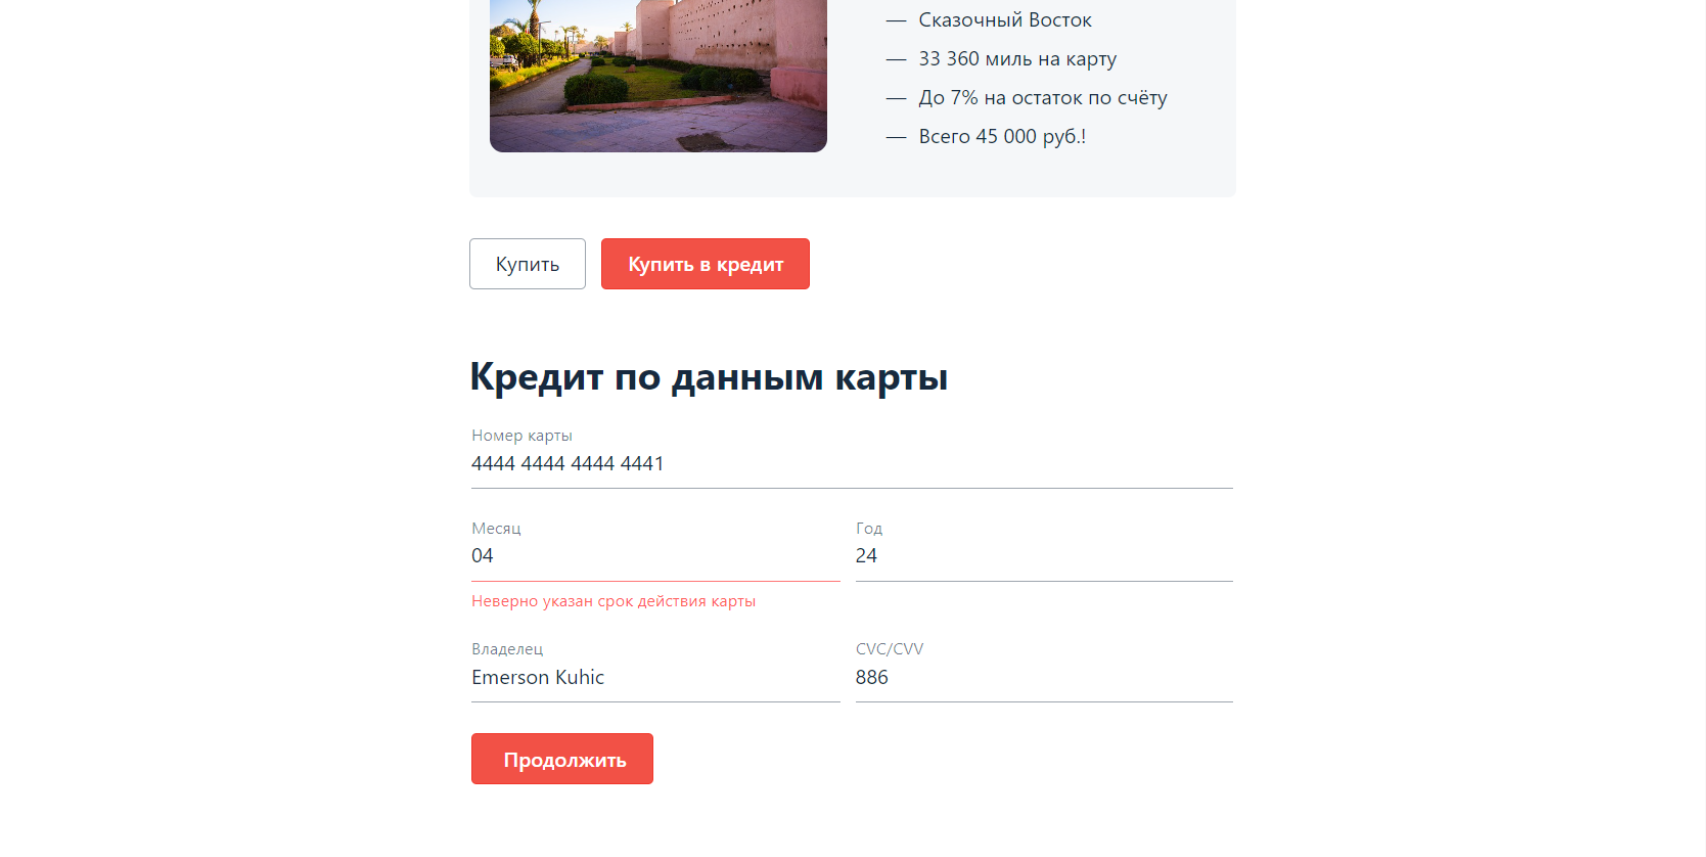 — Сказочный Восток
— 33 360 миль на карту
— До 7% на остаток по счёту
— Всего 45 000 руб.!
Купить Купить в кредит
Кредит по данным карты
Номер карты
4444 4444 4444 4441
Месяц Год
04 24
Неверно указан срок действия карты
Владелец CVC/CVV
Emerson Kuhic 886
Продолжить